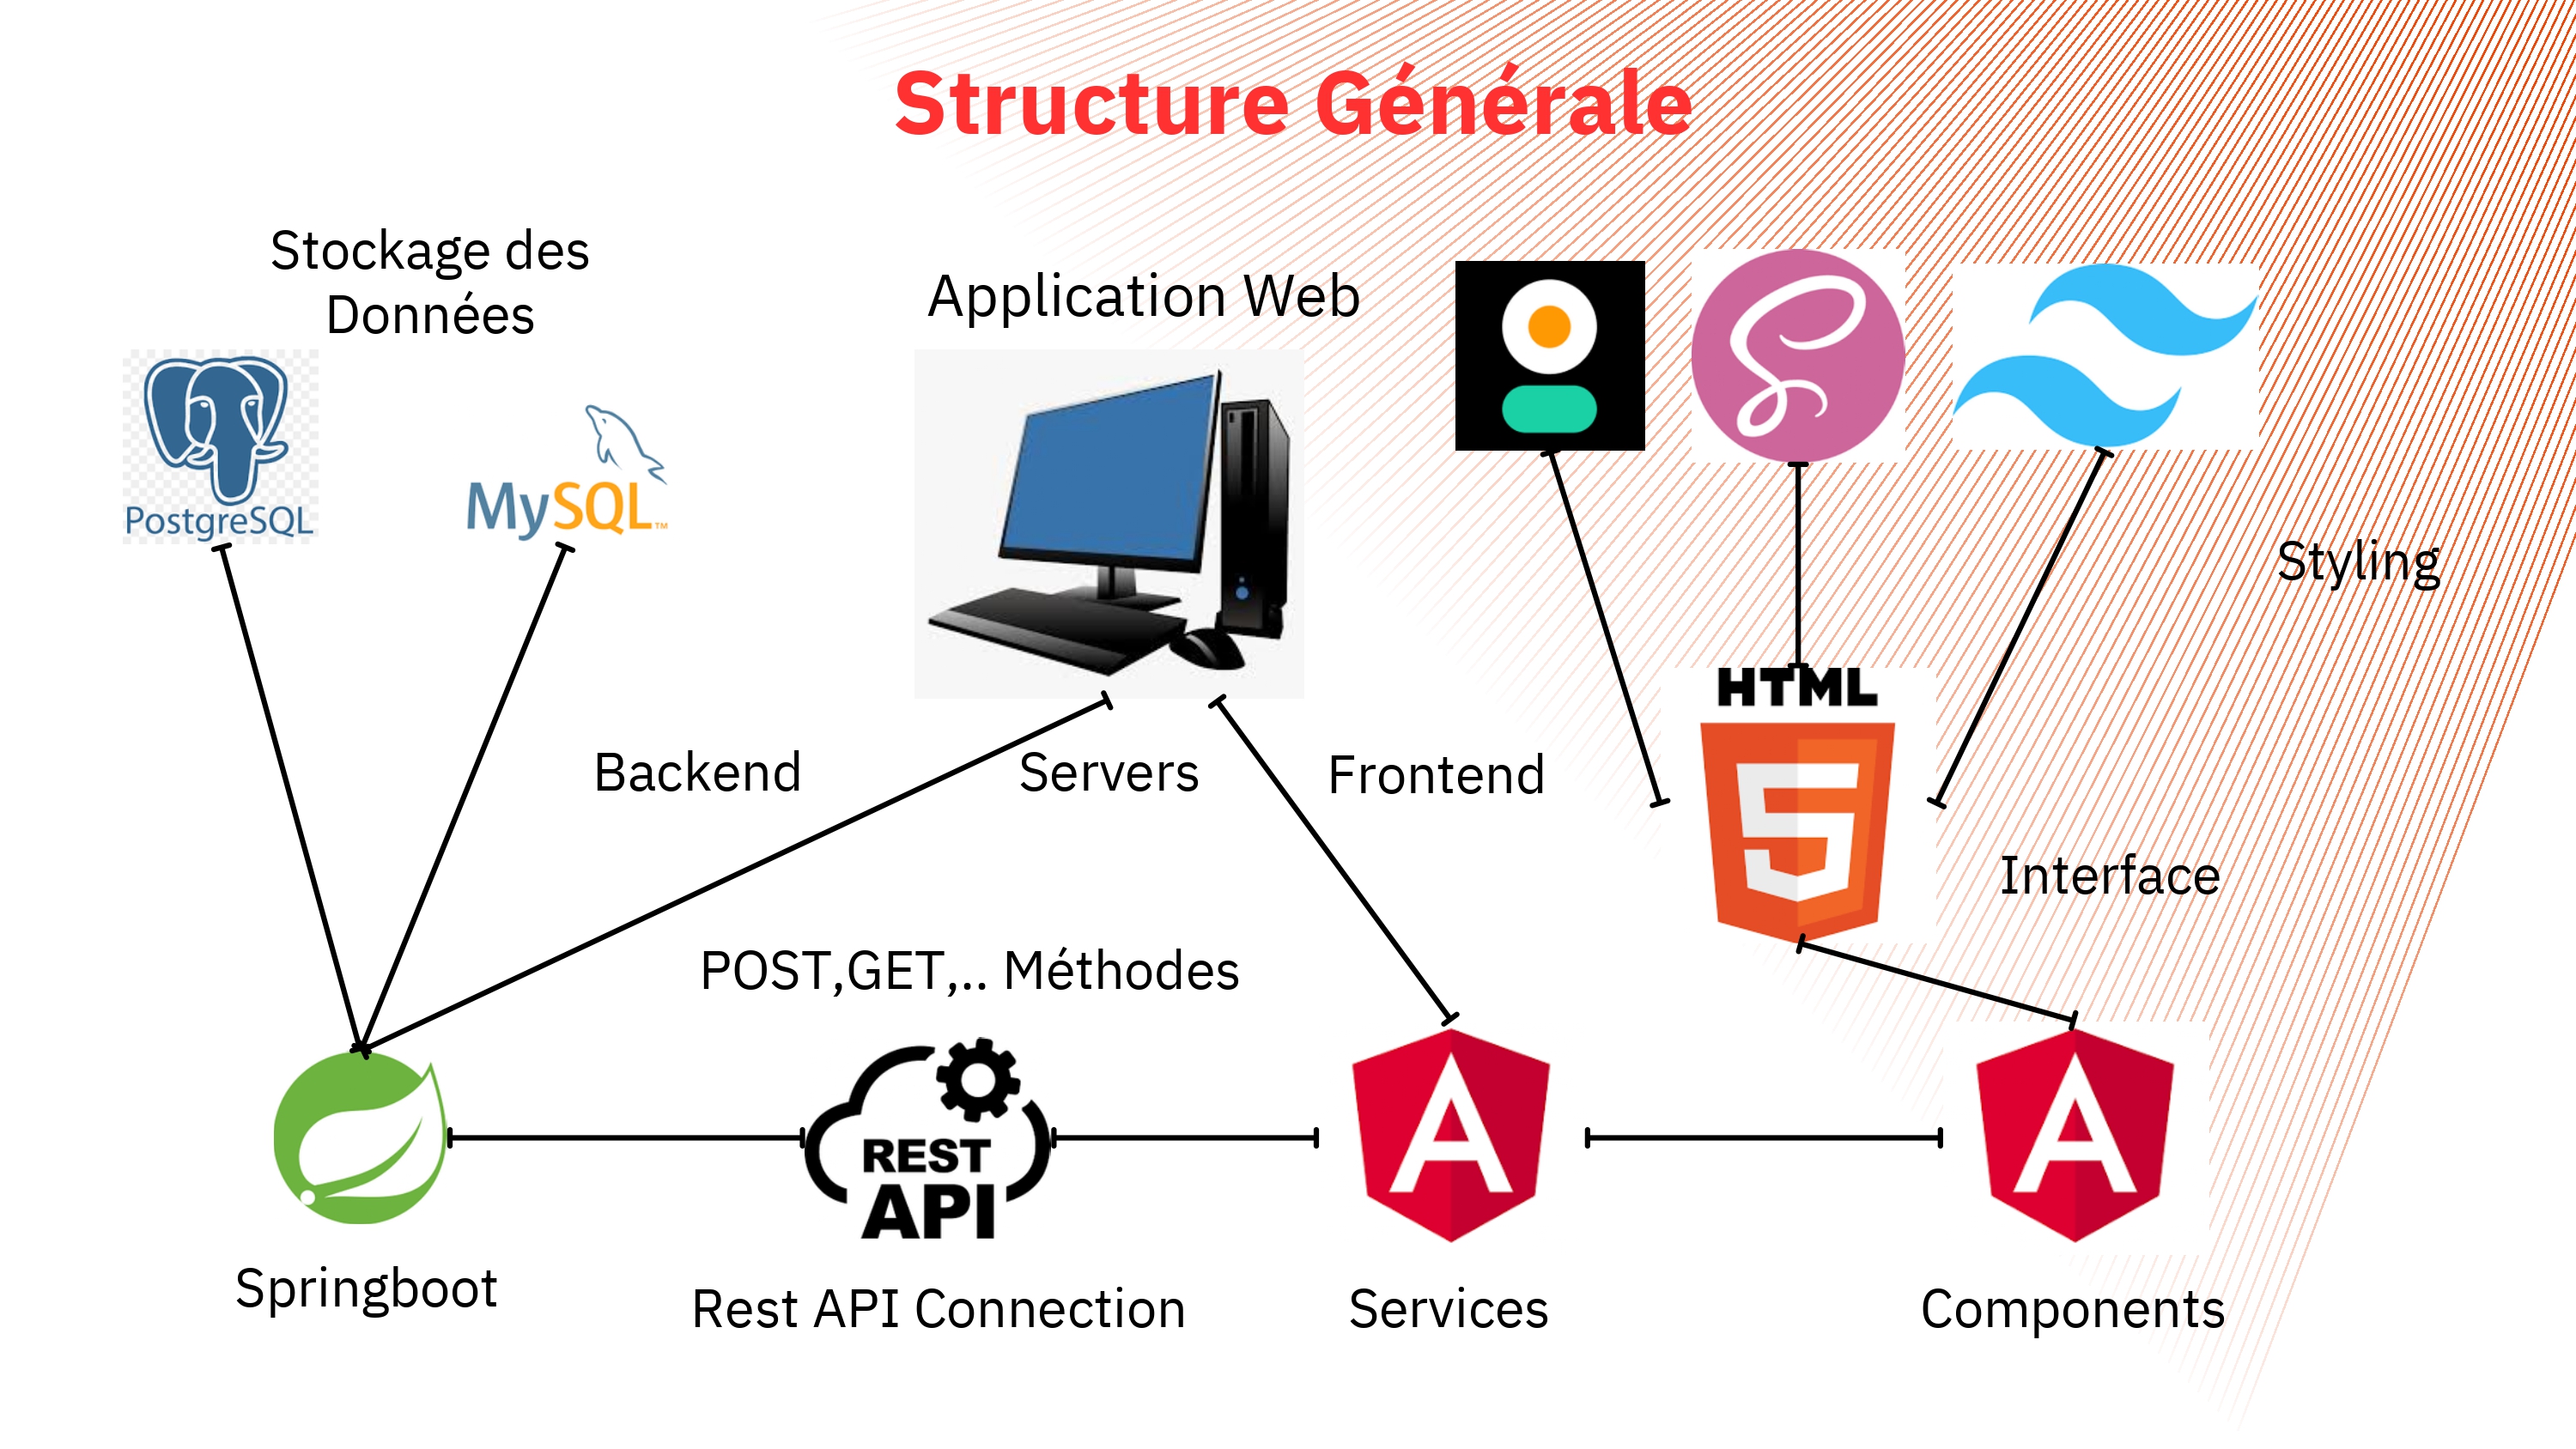 Structure Générale
Stockage des
Données
Application Web
PostgreSQL
MySQL™
Styling
HTML
5
Backend
Servers
Frontend
Interface
POST,GET,.. Méthodes
REST
API
A
A
Springboot
Rest API Connection
Services
Components